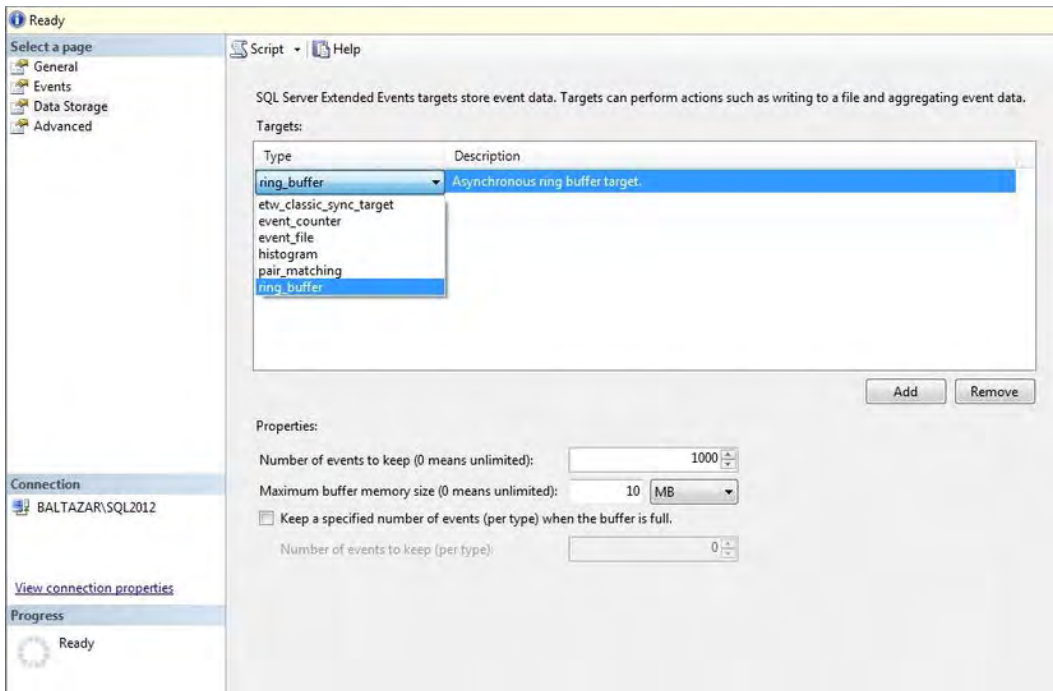 Ready
Select a page
General
Events
Data Storage
Advanced
Connection
BALTAZAR\SQL2012
View connection properties
Progress
Ready
Script Help
SQL Server Extended Events targets store event data. Targets can perform actions such as writing to a file and aggregating event data.
Targets:
Type Description
ring_buffer Asynchronous ring buffer target.
etw_classic_sync_target
event_counter
event_file
histogram
pair_matching
ring_buffer
Add Remove
Properties:
Number of events to keep (0 means unlimited): 1000
Maximum buffer memory size (0 means unlimited): 10 MB
Keep a specified number of events (per type) when the buffer is full.
Number of events to keep (per type): 0